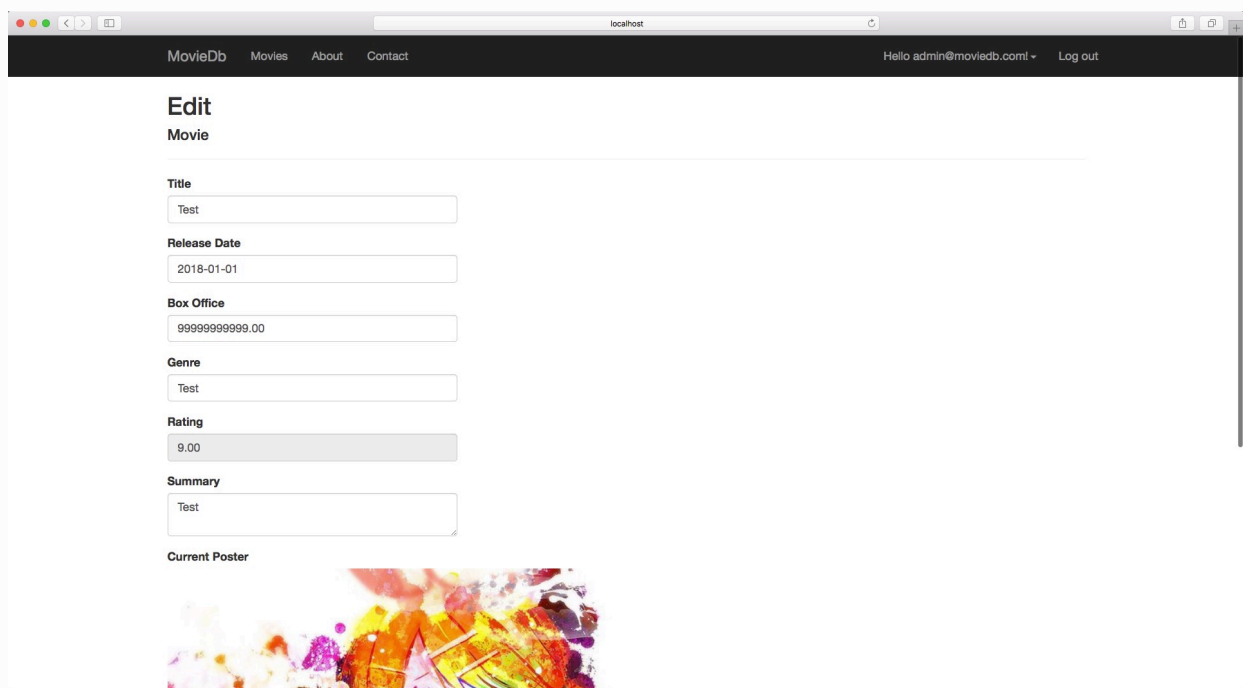 localhost
MovieDb Movies About Contact Hello admin@moviedb.com! Log out
Edit
Movie
Title
Test
Release Date
2018-01-01
Box Office
99999999999.00
Genre
Test
Rating
9.00
Summary
Test
Current Poster